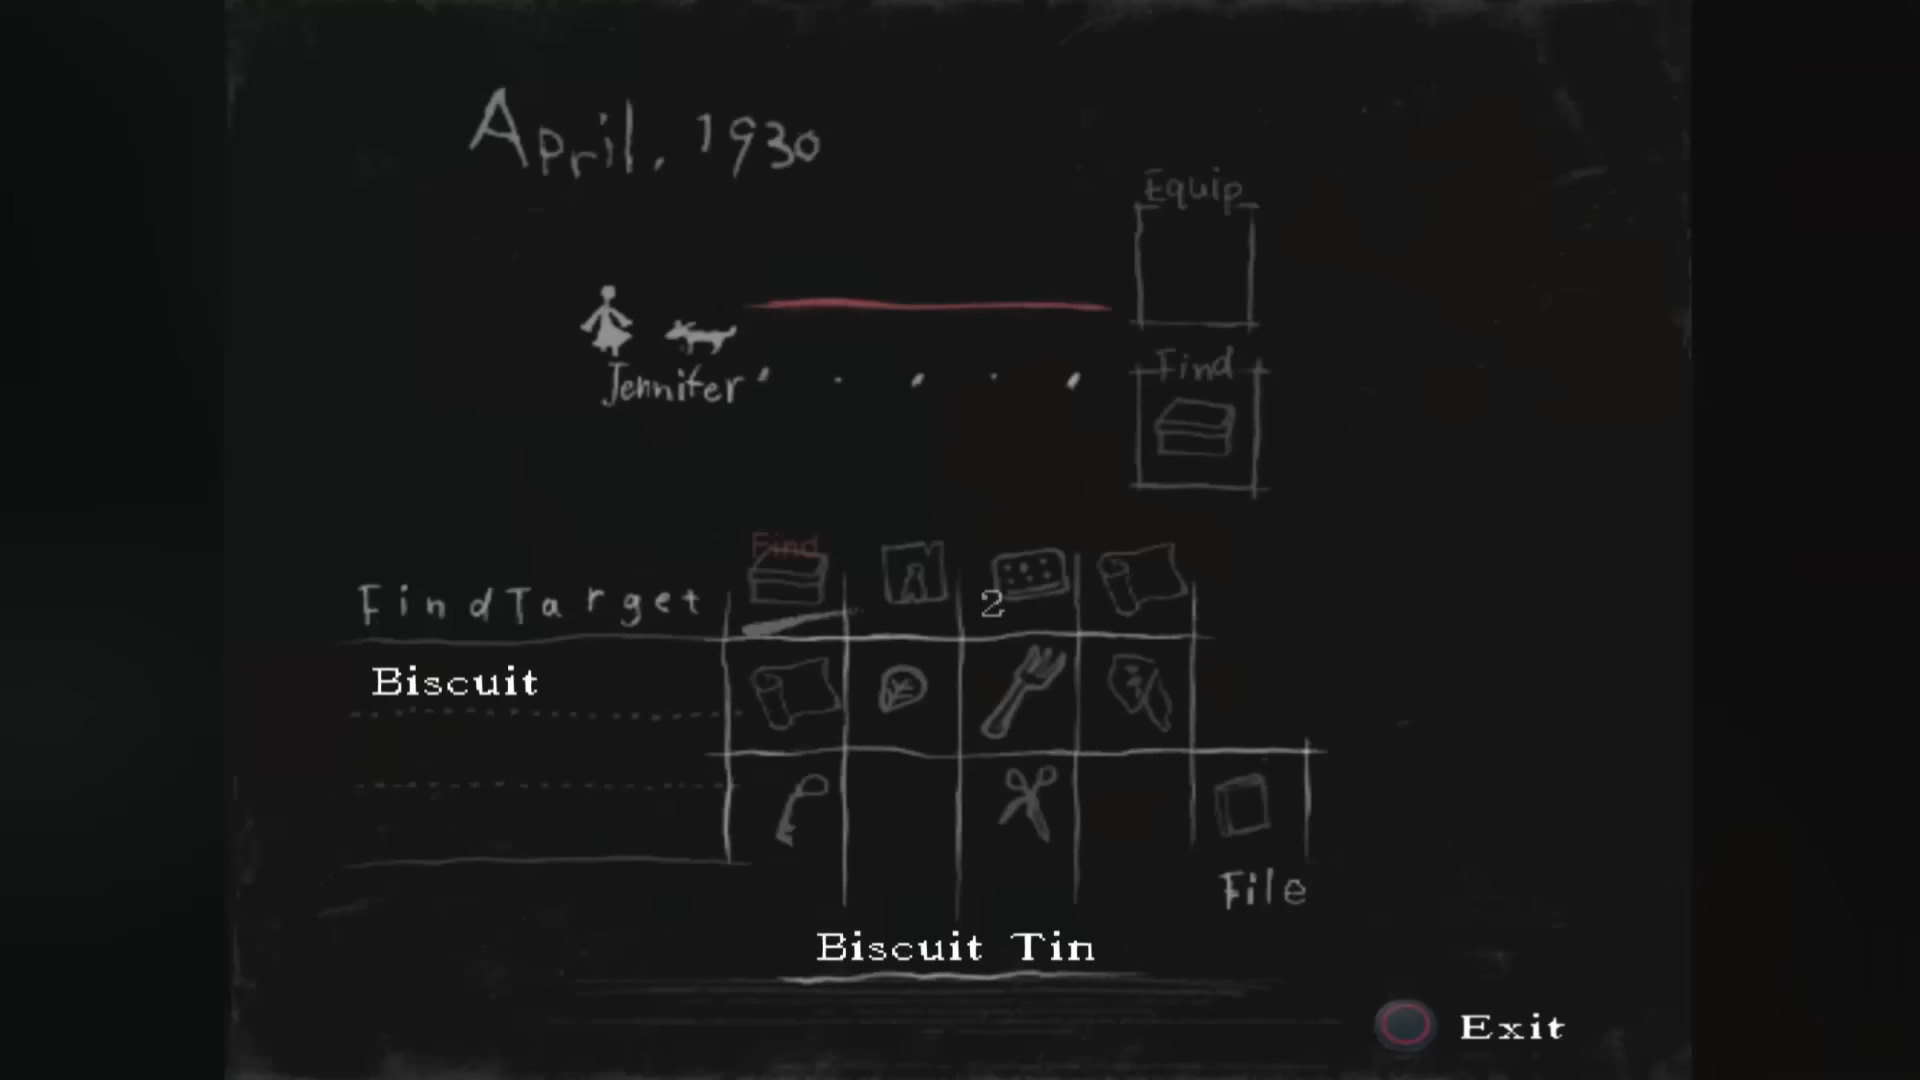 April, 1930
Equip
Jennifer
Find
Find
FindTarget
2
Biscuit
File
Biscuit Tin
Exit